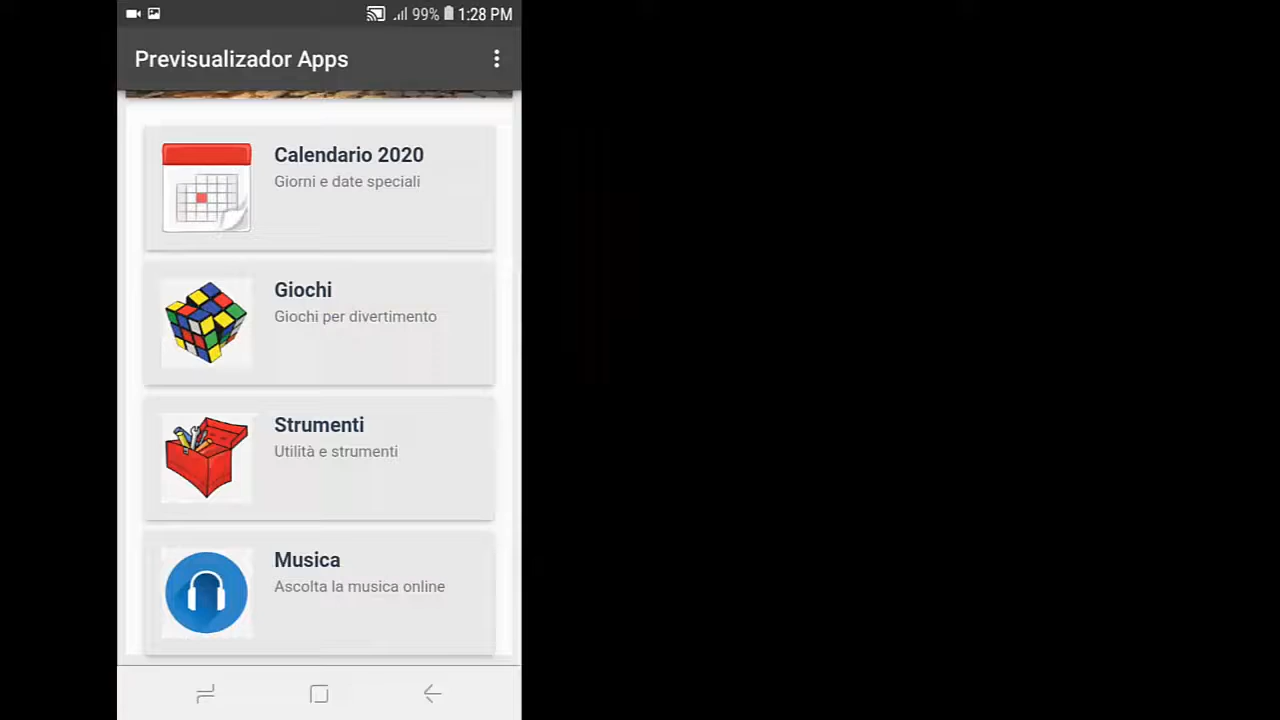 99% 1:28 PM
Previsualizador Apps
Calendario 2020
Giorni e date speciali
Giochi
Giochi per divertimento
Strumenti
Utilità e strumenti
Musica
Ascolta la musica online